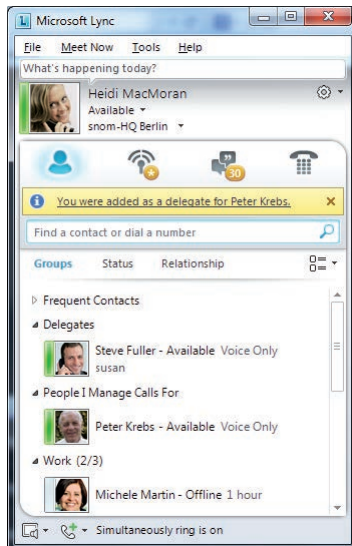 Microsoft Lync
File Meet Now Tools Help
What's happening today?
Heidi MacMoran
Available
snom-HQ Berlin
30
You were added as a delegate for Peter Krebs.
Find a contact or dial a number
Groups Status Relationship
Frequent Contacts
Delegates
Steve Fuller - Available Voice Only
susan
People I Manage Calls For
Peter Krebs - Available Voice Only
Work (2/3)
Michele Martin - Offline 1 hour
Simultaneously ring is on